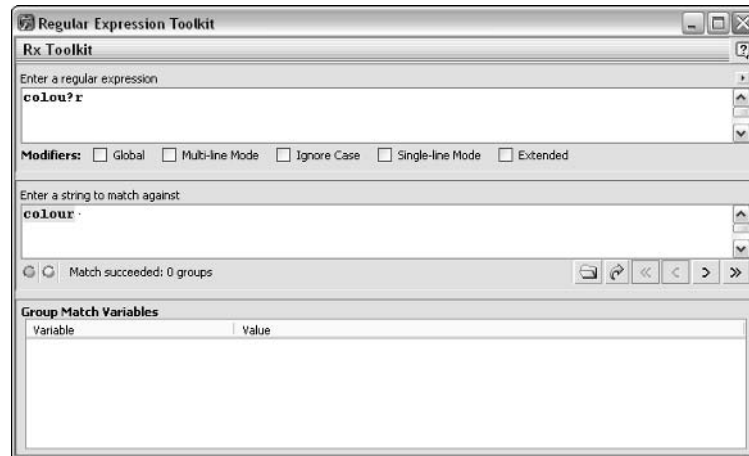 Regular Expression Toolkit
Rx Toolkit
Enter a regular expression
colou?r
Modifiers: Global Multi-line Mode Ignore Case Single-line Mode Extended
Enter a string to match against
colour
Match succeeded: 0 groups
Group Match Variables
Variable Value